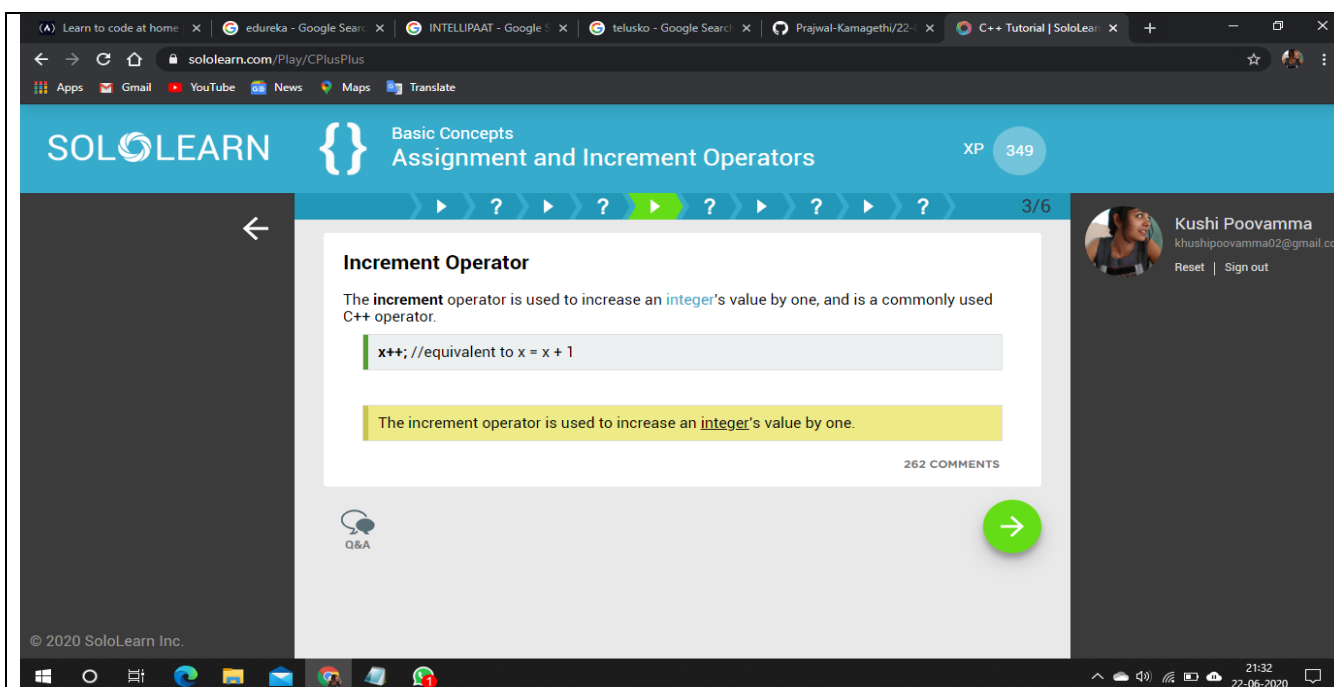 Learn to code at home
edureka - Google Searc
INTELLIPAAT - Google S
telusko - Google Search
Prajwal-Kamagethi/22-
C++ Tutorial | SoloLearn
sololearn.com/Play/CPlusPlus
Apps
Gmail
YouTube
News
Maps
Translate
SOLOLEARN
{}
Basic Concepts
Assignment and Increment Operators
XP 349
? ? ? ? ? 3/6
Increment Operator
The increment operator is used to increase an integer's value by one, and is a commonly used
C++ operator.
x++; //equivalent to x = x + 1
The increment operator is used to increase an integer's value by one.
262 COMMENTS
Q&A
Kushi Poovamma
khushipoovamma02@gmail.co
Reset | Sign out
© 2020 SoloLearn Inc.
1
21:32
22-06-2020